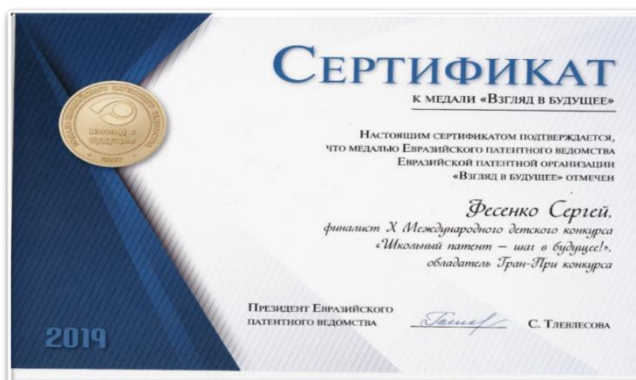 СЕРТИФИКАТ
К МЕДАЛИ «ВЗГЛЯД В БУДУЩЕЕ»
НАСТОЯЩИМ СЕРТИФИКАТОМ ПОДТВЕРЖДАЕТСЯ,
ЧТО МЕДАЛЬЮ ЕВРАЗИЙСКОГО ПАТЕНТНОГО ВЕДОМСТВА
ЕВРАЗИЙСКОЙ ПАТЕНТНОЙ ОРГАНИЗАЦИИ
«ВЗГЛЯД В БУДУЩЕЕ» ОТМЕЧЕН
Фесенко Сергей,
финалист X Международного детского конкурса
«Школьный патент – шаг в будущее!»,
обладатель Гран-При конкурса
ПРЕЗИДЕНТ ЕВРАЗИЙСКОГО
ПАТЕНТНОГО ВЕДОМСТВА
С. ТЛЕВЛЕСОВА
2019
Взгляд в
будущее